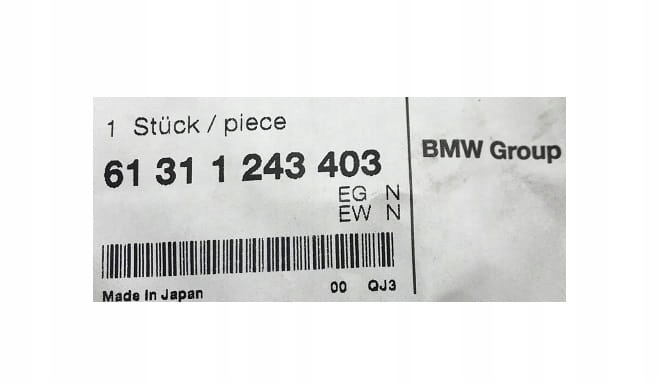 1 Stück / piece
61 31 1 243 403
EG N
EW N
Made In Japan
00 QJ3
BMW Group